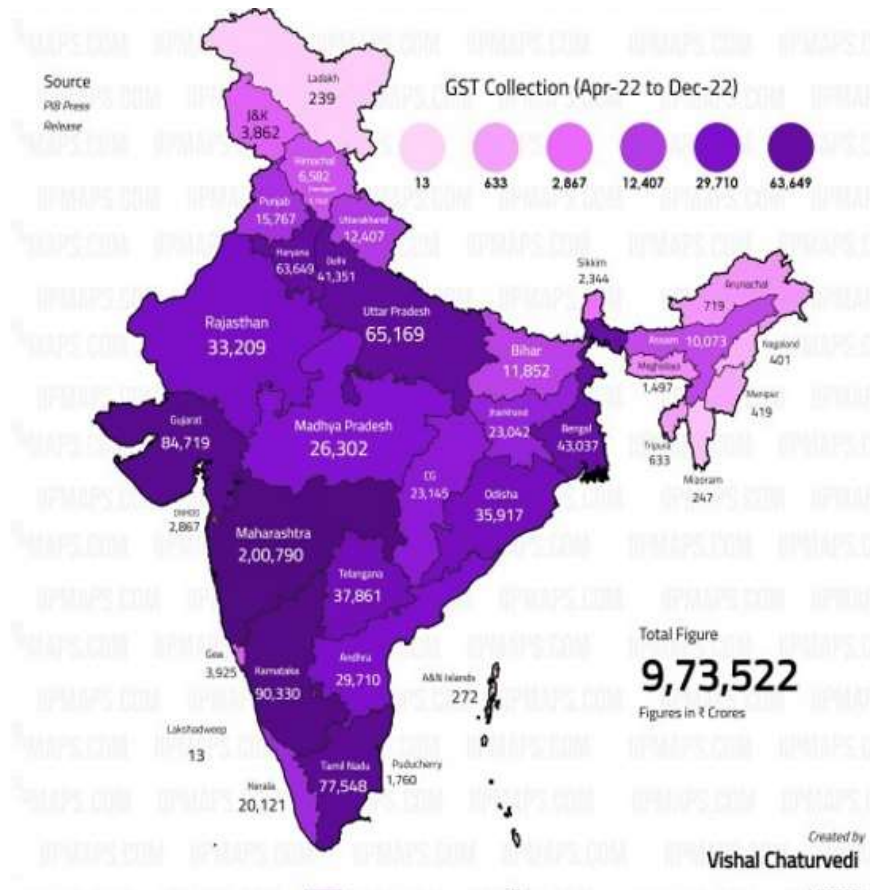 Source
PIB Press
Release
GST Collection (Apr-22 to Dec-22)
13
633
2,867
12,407
29,710
63,649
Ladakh
239
J&K
3,862
Himachal
6,582
Punjab
15,767
Uttarakhand
12,407
Haryana
63,649
Delhi
41,351
Sikkim
2,344
Arunachal
719
Uttar Pradesh
65,169
Rajasthan
33,209
Assam 10,073
Nagaland
401
Bihar
11,852
Meghalaya
1,497
Manipur
419
Gujarat
84,719
Madhya Pradesh
26,302
Jharkhand
23,042
Bengal
43,037
Tripura
633
Mizoram
247
CG
23,145
Odisha
35,917
DNHDD
2,867
Maharashtra
2,00,790
Telangana
37,861
Goa
3,925
Karnataka
90,330
Andhra
29,710
A&N Islands
272
Total Figure
9,73,522
Figures in ₹ Crores
Lakshadweep
13
Kerala
20,121
Tamil Nadu
77,548
Puducherry
1,760
Created by
Vishal Chaturvedi